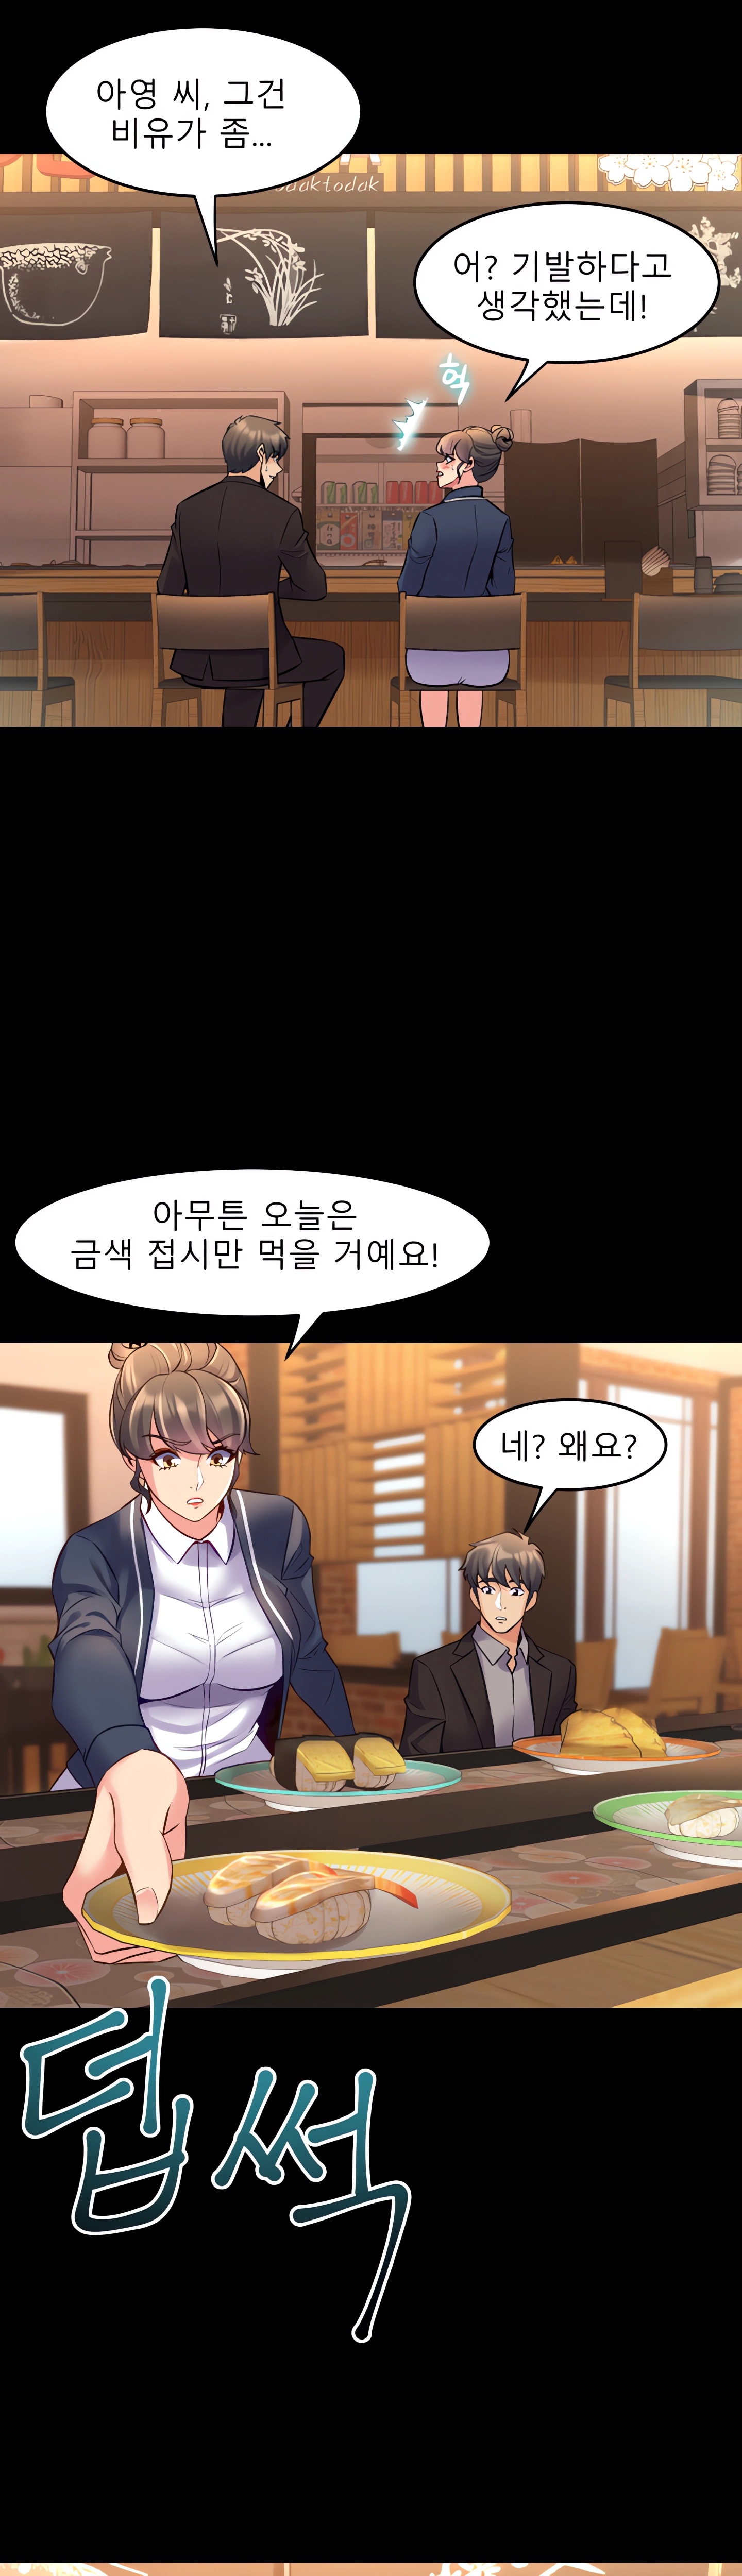 아영 씨, 그건
비유가 좀...
daktodak
어? 기발하다고
생각했는데!
헉
아무튼 오늘은
금색 접시만 먹을 거예요!
네? 왜요?
덥썩